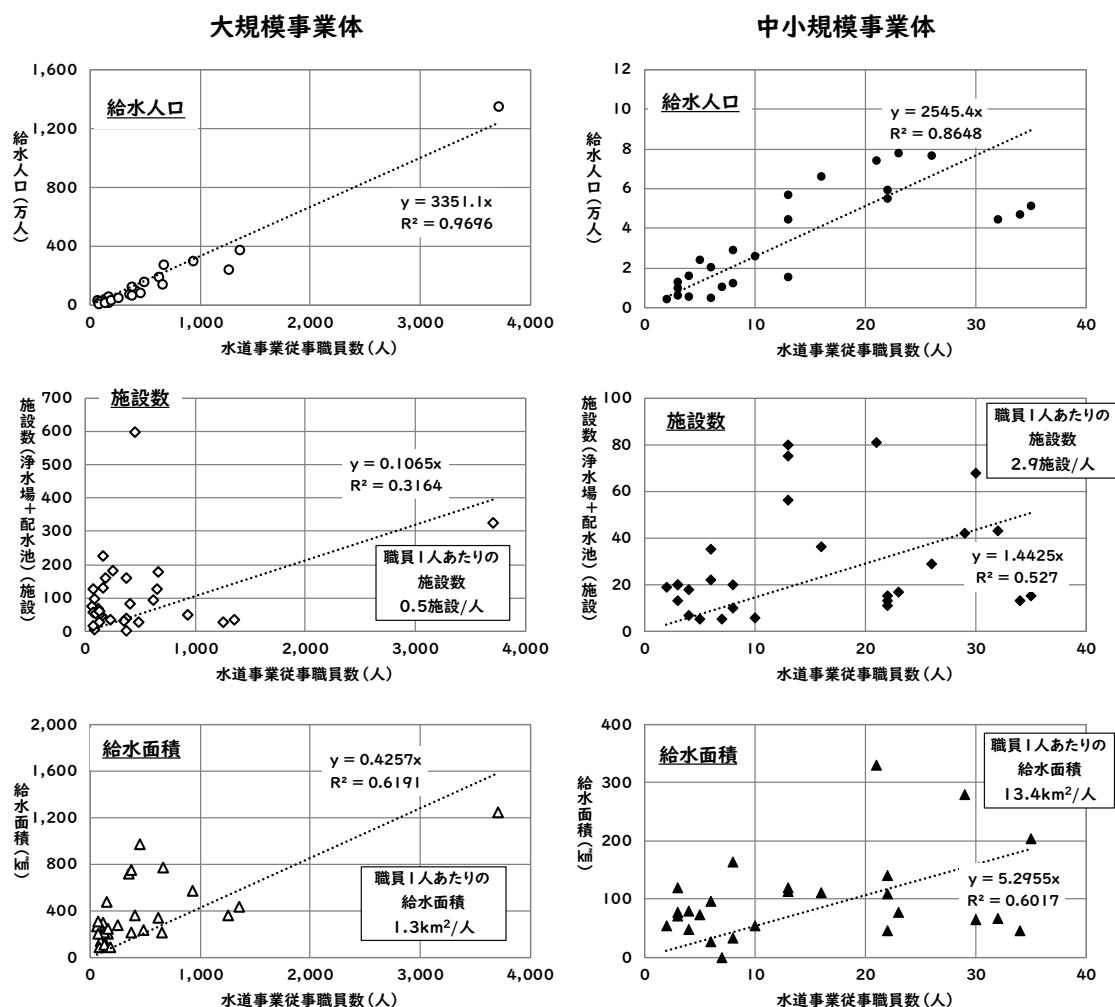 大規模事業体
中小規模事業体
1,600
1,200
800
400
0
給水人口(万人)
給水人口
y = 3351.1x
R² = 0.9696
0
1,000
2,000
3,000
4,000
水道事業従事職員数(人)
12
10
8
6
4
2
0
給水人口(万人)
給水人口
y = 2545.4x
R² = 0.8648
0
10
20
30
40
水道事業従事職員数(人)
700
600
500
400
300
200
100
0
施設数(浄水場+配水池)(施設)
施設数
y = 0.1065x
R² = 0.3164
職員1人あたりの
施設数
0.5施設/人
0
1,000
2,000
3,000
4,000
水道事業従事職員数(人)
100
80
60
40
20
0
施設数(浄水場+配水池)(施設)
施設数
職員1人あたりの
施設数
2.9施設/人
y = 1.4425x
R² = 0.527
0
10
20
30
40
水道事業従事職員数(人)
2,000
1,600
1,200
800
400
0
給水面積(㎢)
給水面積
y = 0.4257x
R² = 0.6191
職員1人あたりの
給水面積
1.3km²/人
0
1,000
2,000
3,000
4,000
水道事業従事職員数(人)
400
300
200
100
0
給水面積(㎢)
給水面積
職員1人あたりの
給水面積
13.4km²/人
y = 5.2955x
R² = 0.6017
0
10
20
30
40
水道事業従事職員数(人)